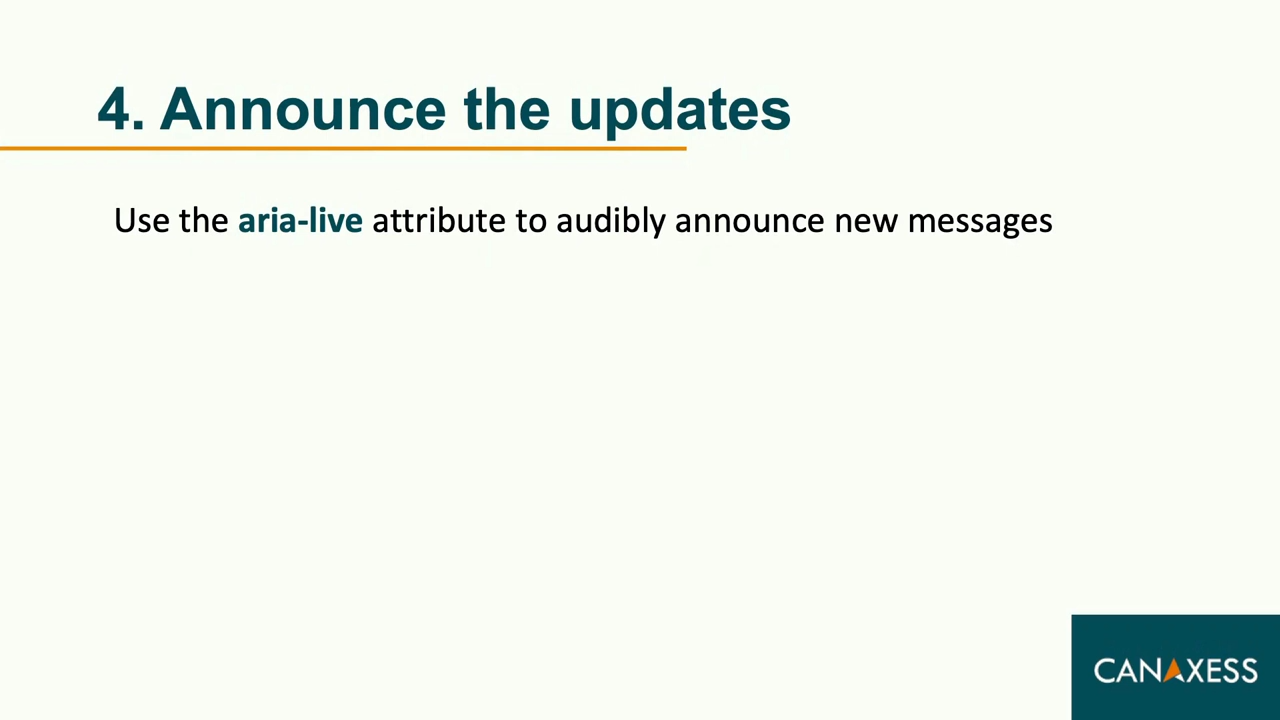 4. Announce the updates
Use the aria-live attribute to audibly announce new messages
CANAXESS